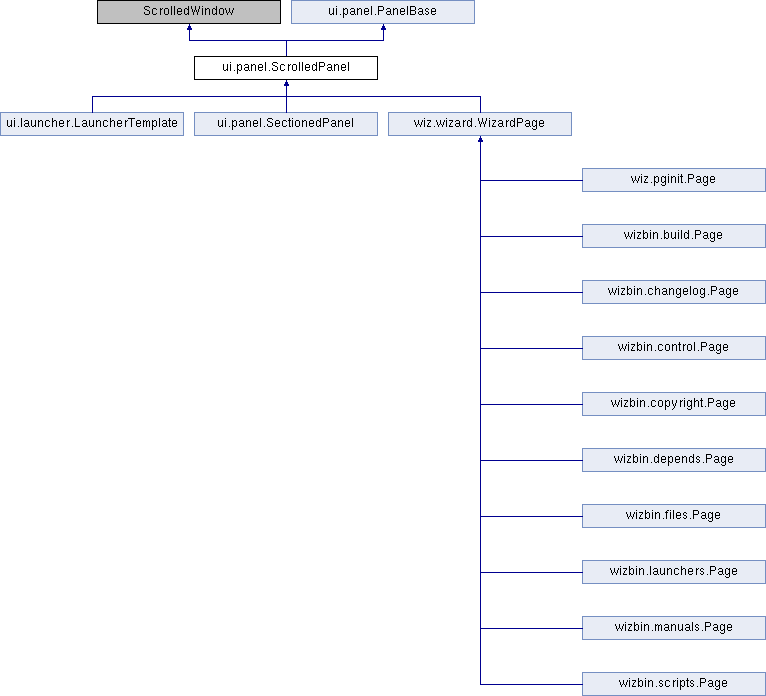 ScrolledWindow
ui.panel.PanelBase
ui.panel.ScrolledPanel
ui.launcher.LauncherTemplate
ui.panel.SectionedPanel
wiz.wizard.WizardPage
wiz.pginit.Page
wizbin.build.Page
wizbin.changelog.Page
wizbin.control.Page
wizbin.copyright.Page
wizbin.depends.Page
wizbin.files.Page
wizbin.launchers.Page
wizbin.manuals.Page
wizbin.scripts.Page